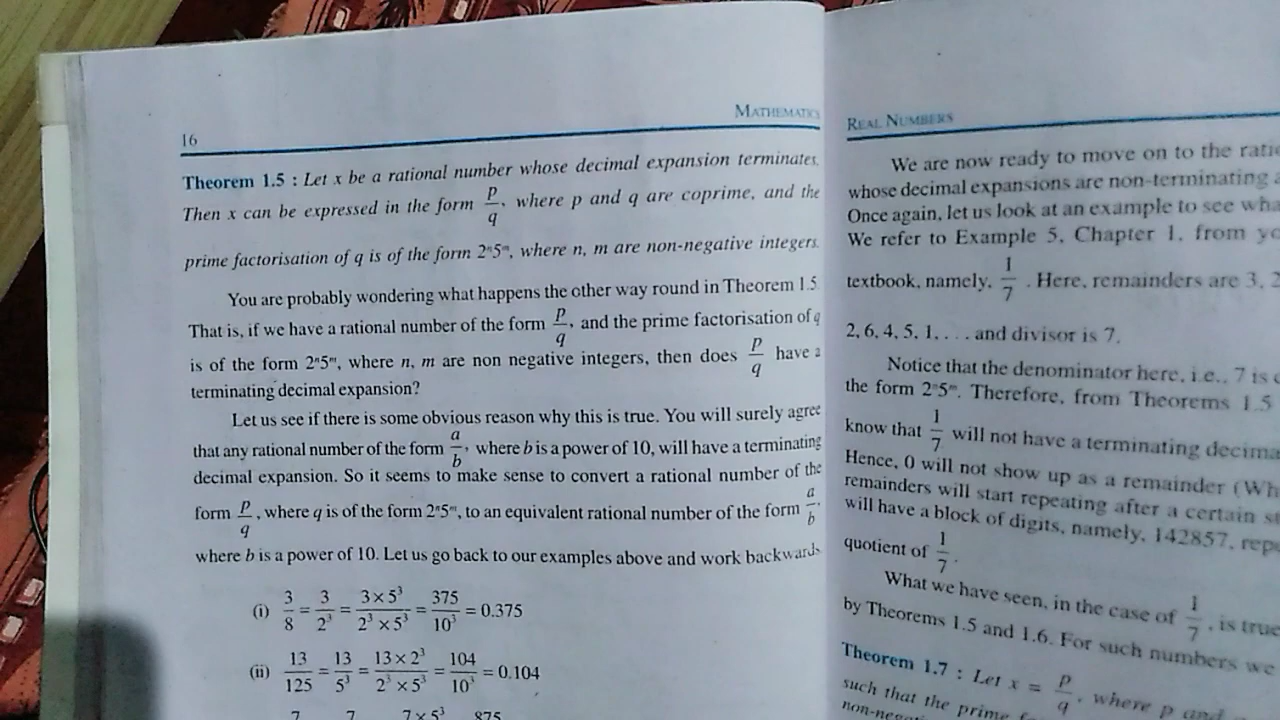 16
MATHEMATICS
Theorem 1.5 : Let x be a rational number whose decimal expansion terminates.
Then x can be expressed in the form p/q, where p and q are coprime, and the
prime factorisation of q is of the form 2ⁿ5ᵐ, where n, m are non-negative integers.
You are probably wondering what happens the other way round in Theorem 1.5.
That is, if we have a rational number of the form p/q, and the prime factorisation of q
is of the form 2ⁿ5ᵐ, where n, m are non negative integers, then does p/q have a
terminating decimal expansion?
Let us see if there is some obvious reason why this is true. You will surely agree
that any rational number of the form a/b, where b is a power of 10, will have a terminating
decimal expansion. So it seems to make sense to convert a rational number of the
form p/q, where q is of the form 2ⁿ5ᵐ, to an equivalent rational number of the form a/b,
where b is a power of 10. Let us go back to our examples above and work backwards
(i) 3/8 = 3/2³ = 3×5³/2³×5³ = 375/10³ = 0.375
(ii) 13/125 = 13/5³ = 13×2³/2³×5³ = 104/10³ = 0.104
7 7 7×5³ 875
REAL NUMBERS
We are now ready to move on to the
whose decimal expansions are non-terminating
Once again, let us look at an example to see
We refer to Example 5, Chapter 1, from
textbook, namely, 1/7 . Here, remainders are 3, 2
2, 6, 4, 5, 1, . . . and divisor is 7.
Notice that the denominator here, i.e., 7 is
the form 2ⁿ5ᵐ. Therefore, from Theorems 1.5
know that 1/7 will not have a terminating
Hence, 0 will not show up as a remainder
remainders will start repeating after a certain
will have a block of digits, namely, 142857,
quotient of 1/7.
What we have seen, in the case of 1/7, is true
by Theorems 1.5 and 1.6. For such numbers we
Theorem 1.7 : Let x = p/q, where p and
such that the prime